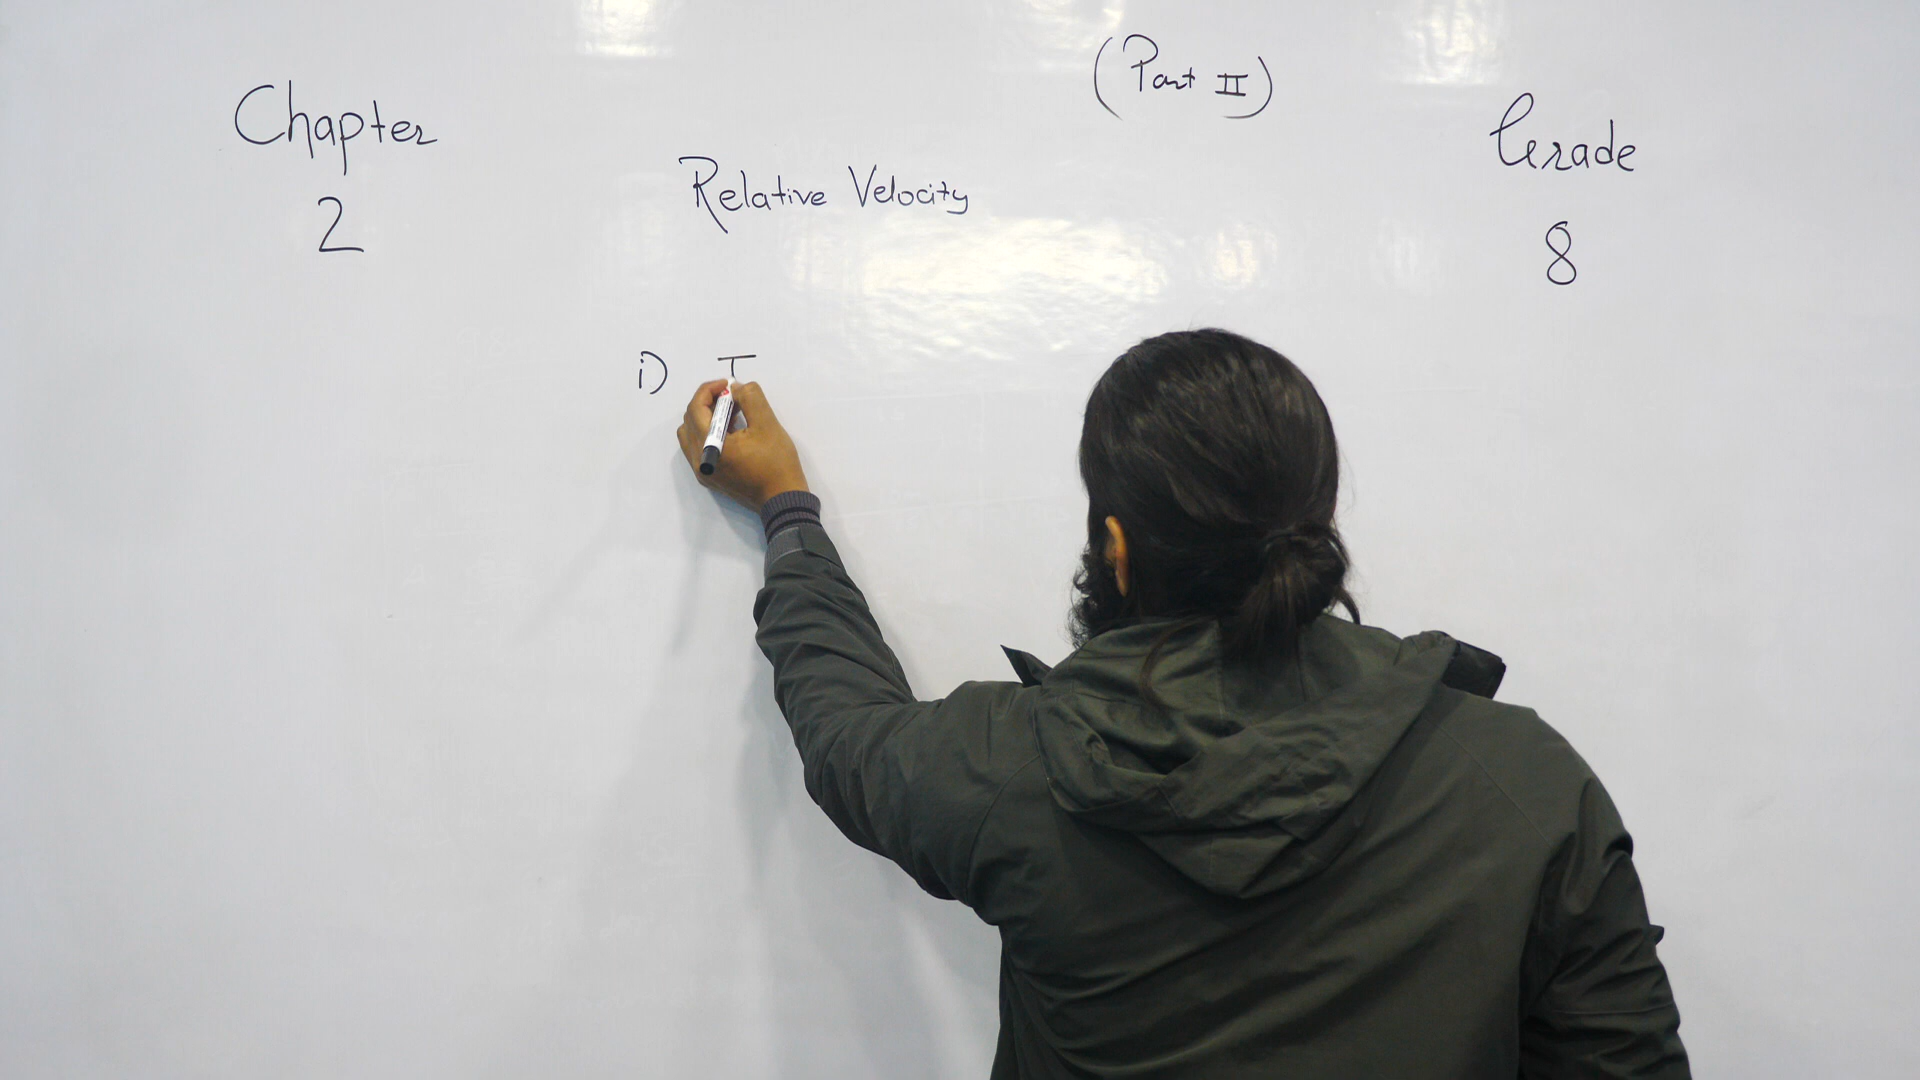 (Part II)
Chapter
2
Relative Velocity
Grade
8
i) T